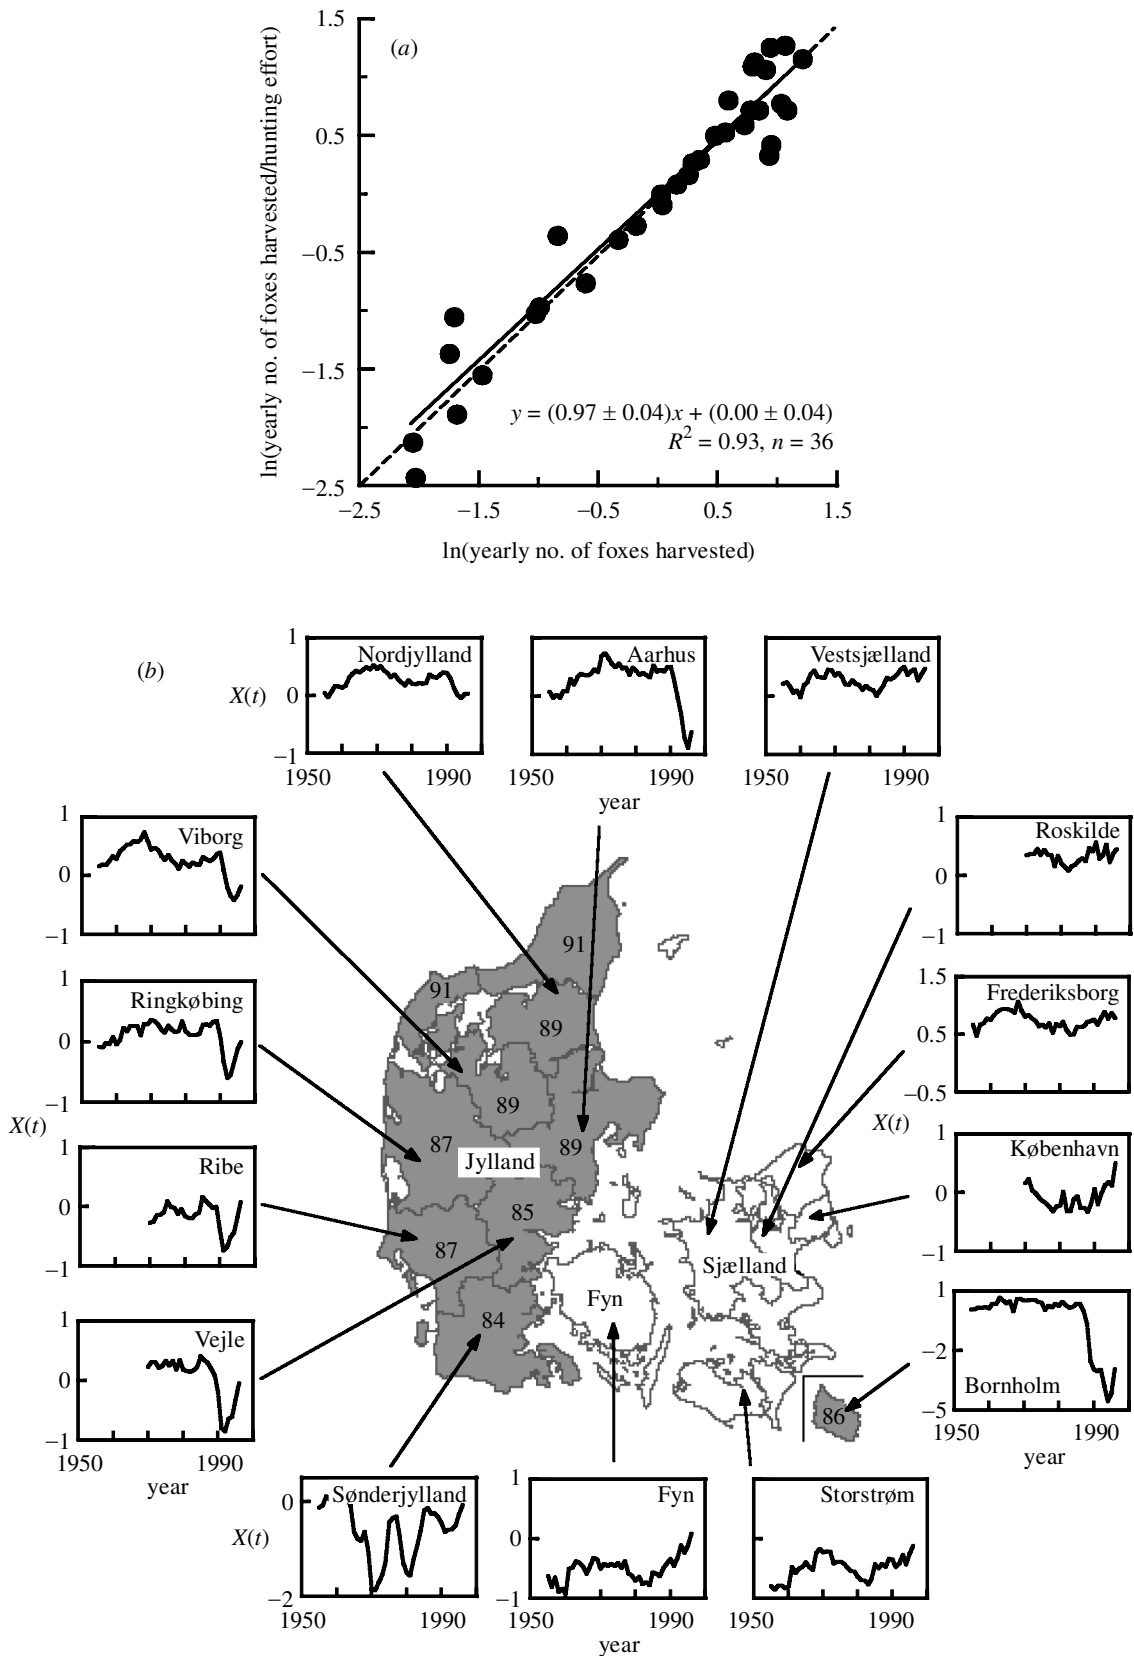 (a)
ln(yearly no. of foxes harvested/hunting effort)
1.5
0.5
−0.5
−1.5
−2.5
y = (0.97 ± 0.04)x + (0.00 ± 0.04)
R² = 0.93, n = 36
−2.5 −1.5 −0.5 0.5 1.5
ln(yearly no. of foxes harvested)
(b)
X(t)
1
0
−1
Nordjylland
1950 1990
Aarhus
1950 1990
year
Vestsjælland
1950 1990
1
0
−1
Viborg
1
0
−1
Roskilde
1
0
−1
Ringkøbing
1.5
0.5
−0.5
Frederiksborg
X(t)
X(t)
1
0
−1
Ribe
1
0
−1
København
1
0
−1
Vejle
1950 1990
year
1
−2
−5
Bornholm
1950 1990
year
91
91
89
89
87
89
Jylland
85
87
84
Fyn
Sjælland
86
X(t)
0
−2
Sønderjylland
1950 1990
1
0
−1
Fyn
1950 1990
year
Storstrøm
1950 1990